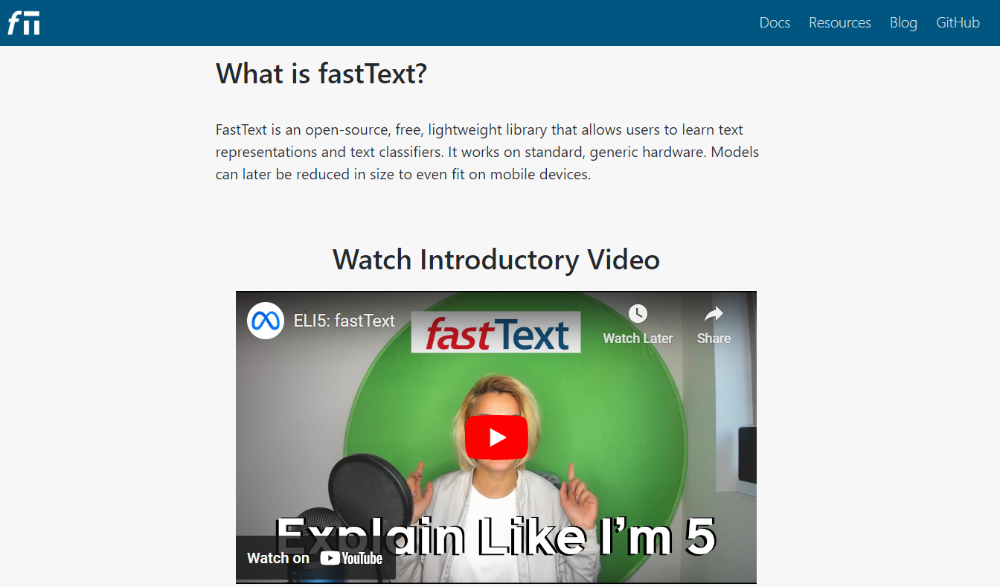 Docs Resources Blog GitHub
What is fastText?
FastText is an open-source, free, lightweight library that allows users to learn text
representations and text classifiers. It works on standard, generic hardware. Models
can later be reduced in size to even fit on mobile devices.
Watch Introductory Video
ELI5: fastText
fastText
Watch Later
Share
Explain Like I'm 5
Watch on YouTube